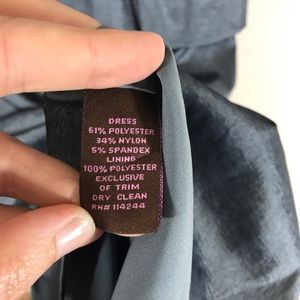 DRESS
61% POLYESTER
34% NYLON
5% SPANDEX
LINING
100% POLYESTER
EXCLUSIVE
OF TRIM
DRY CLEAN
RN# 114244